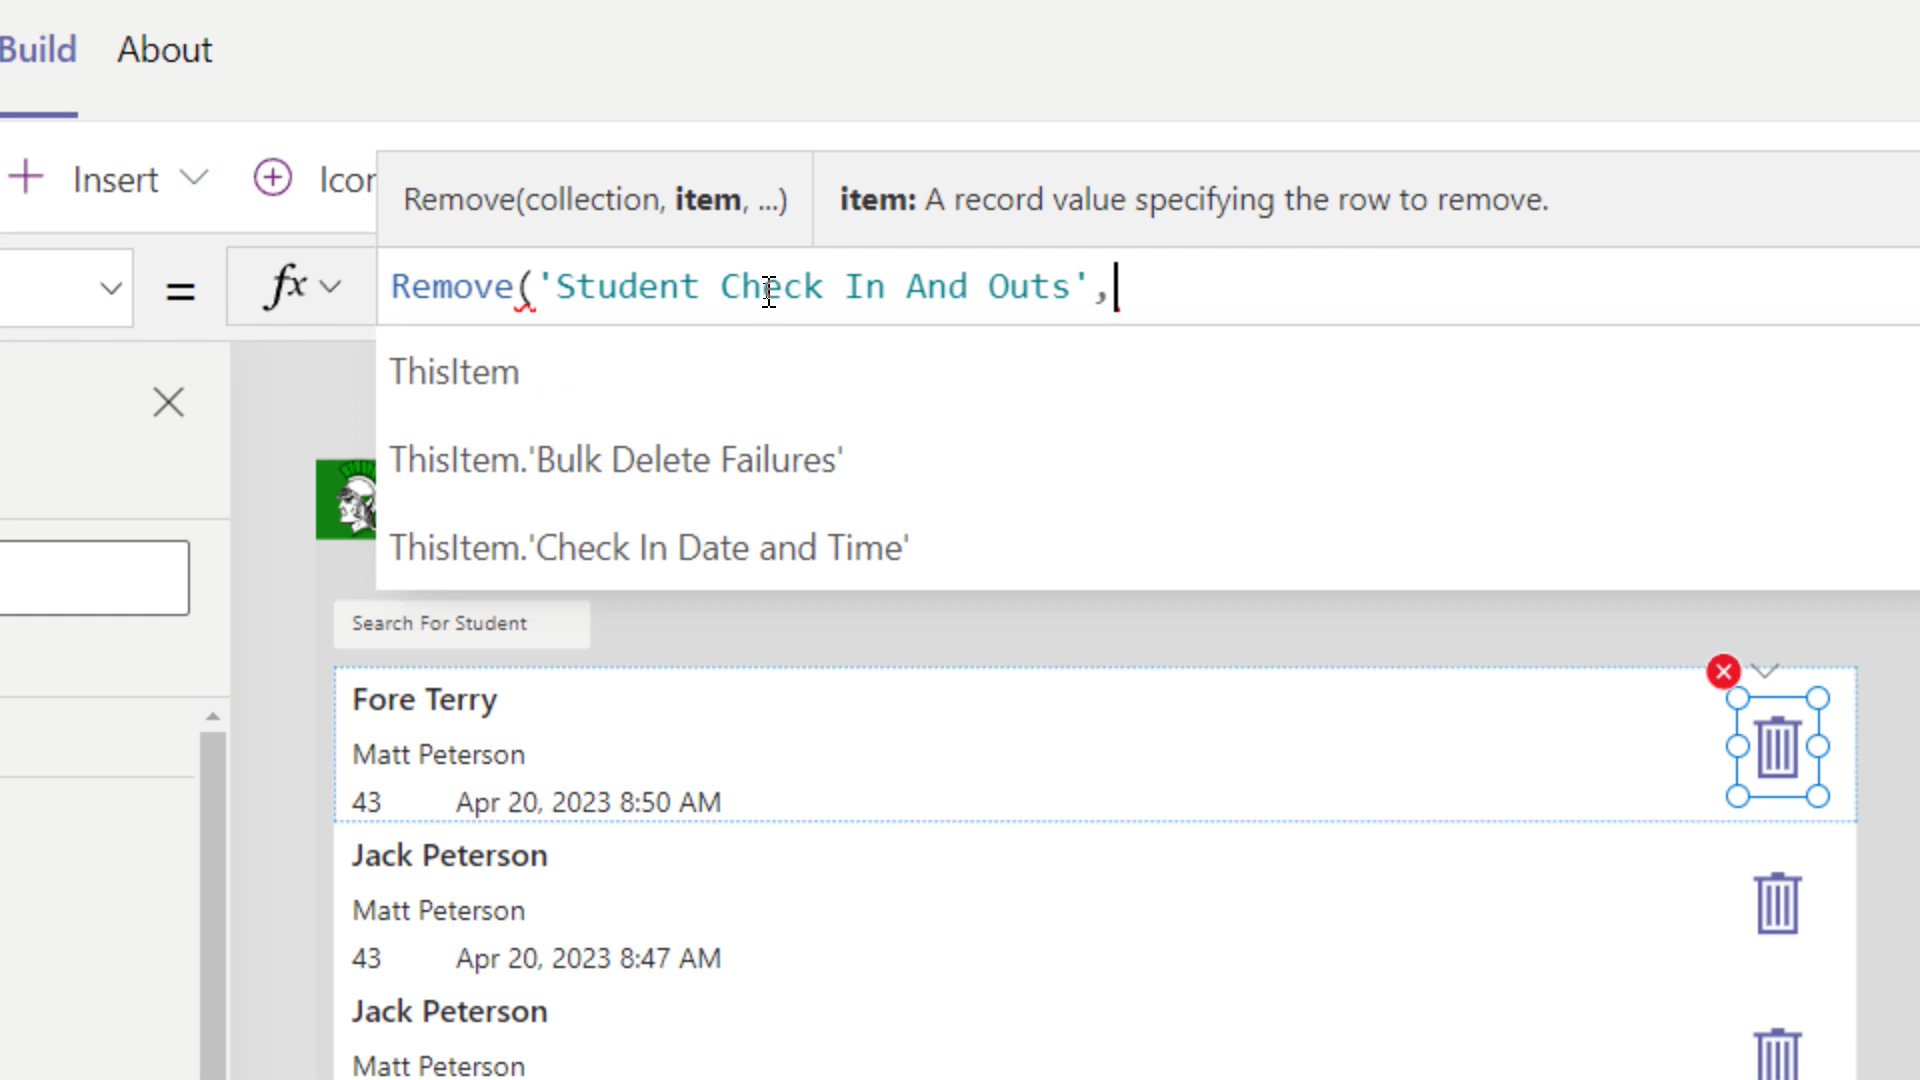 Build About
Insert Icon
Remove(collection, item, ...) item: A record value specifying the row to remove.
= fx Remove('Student Check In And Outs',
ThisItem
ThisItem.'Bulk Delete Failures'
ThisItem.'Check In Date and Time'
Search For Student
Fore Terry
Matt Peterson
43 Apr 20, 2023 8:50 AM
Jack Peterson
Matt Peterson
43 Apr 20, 2023 8:47 AM
Jack Peterson
Matt Peterson